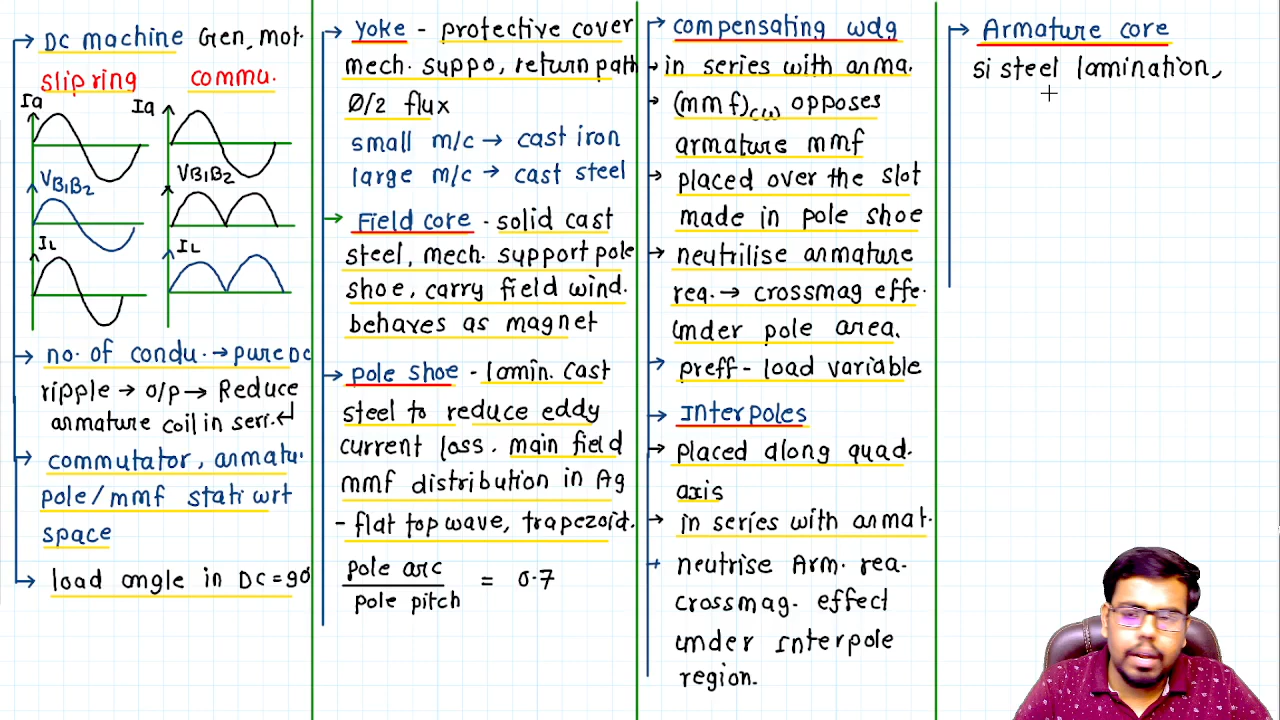 DC machine Gen, mot.
slip ring commu.
Ia Ia
VB1B2 VB1B2
IL IL
no. of condu. → pure DC
ripple → o/p → Reduce
armature coil in seri. ↵
commutator, armatu.
pole/mmf stati wrt
space
load angle in DC = 90
Yoke - protective cover
mech. suppo, return path
Ø/2 flux
small m/c → cast iron
large m/c → cast steel
Field core - solid cast
steel, mech. support pole
shoe, carry field wind.
behaves as magnet
pole shoe - lamin. cast
steel to reduce eddy
current loss. main field
mmf distribution in Ag
- flat top wave, trapezoid.
pole arc
pole pitch = 0.7
compensating wdg
in series with arma.
(mmf)cw opposes
armature mmf
placed over the slot
made in pole shoe
neutrilise armature
rea. → crossmag effe.
under pole area.
preff - load variable
Interpoles
placed along quad.
axis
in series with armat.
neutrise Arm. rea.
crossmag. effect
under Interpole
region.
Armature core
si steel lamination,